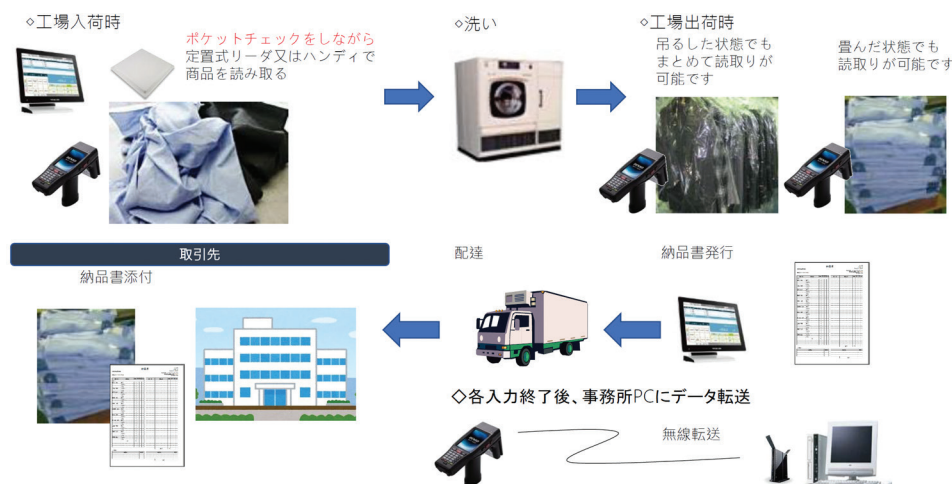 ◇工場入荷時
ポケットチェックをしながら
定置式リーダ又はハンディで
商品を読み取る
◇洗い
◇工場出荷時
吊るした状態でも
まとめて読取りが
可能です
畳んだ状態でも
読取りが可能です
取引先
納品書添付
配達
納品書発行
◇各入力終了後、事務所PCにデータ転送
無線転送